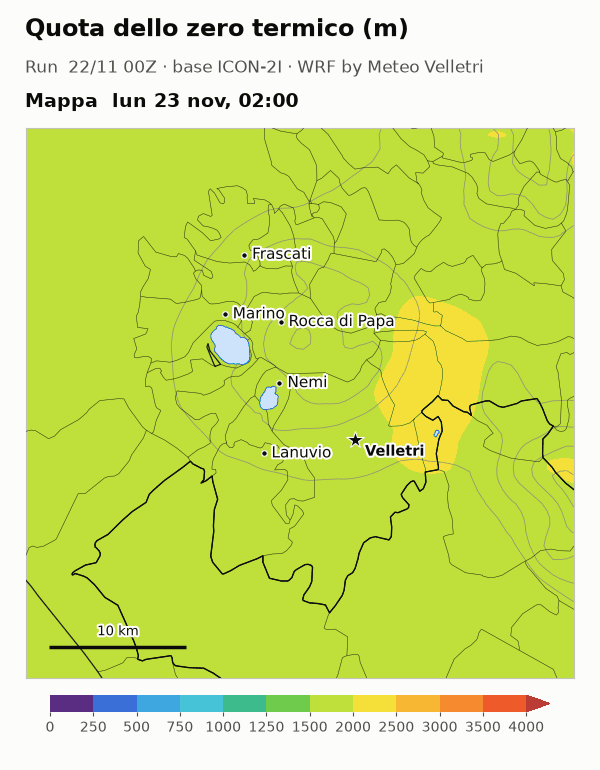 Quota dello zero termico (m)
Run 22/11 00Z · base ICON-2I · WRF by Meteo Velletri
Mappa lun 23 nov, 02:00
Frascati
Marino
Rocca di Papa
Nemi
Velletri
Lanuvio
10 km
0 250 500 750 1000 1250 1500 2000 2500 3000 3500 4000